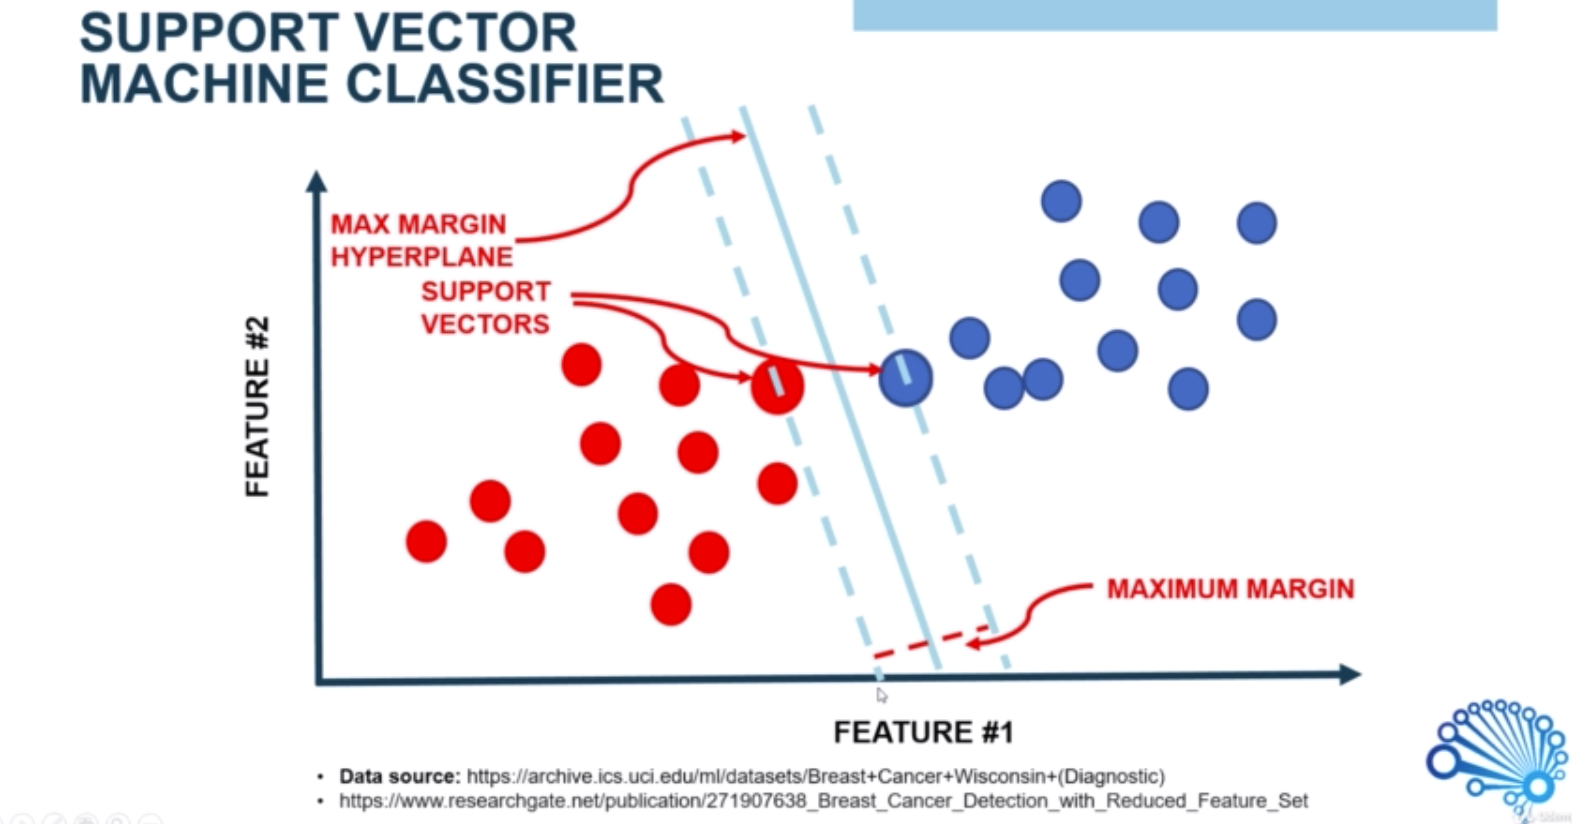 SUPPORT VECTOR
MACHINE CLASSIFIER
MAX MARGIN
HYPERPLANE
SUPPORT
VECTORS
FEATURE #2
MAXIMUM MARGIN
FEATURE #1
• Data source: https://archive.ics.uci.edu/ml/datasets/Breast+Cancer+Wisconsin+(Diagnostic)
• https://www.researchgate.net/publication/271907638_Breast_Cancer_Detection_with_Reduced_Feature_Set